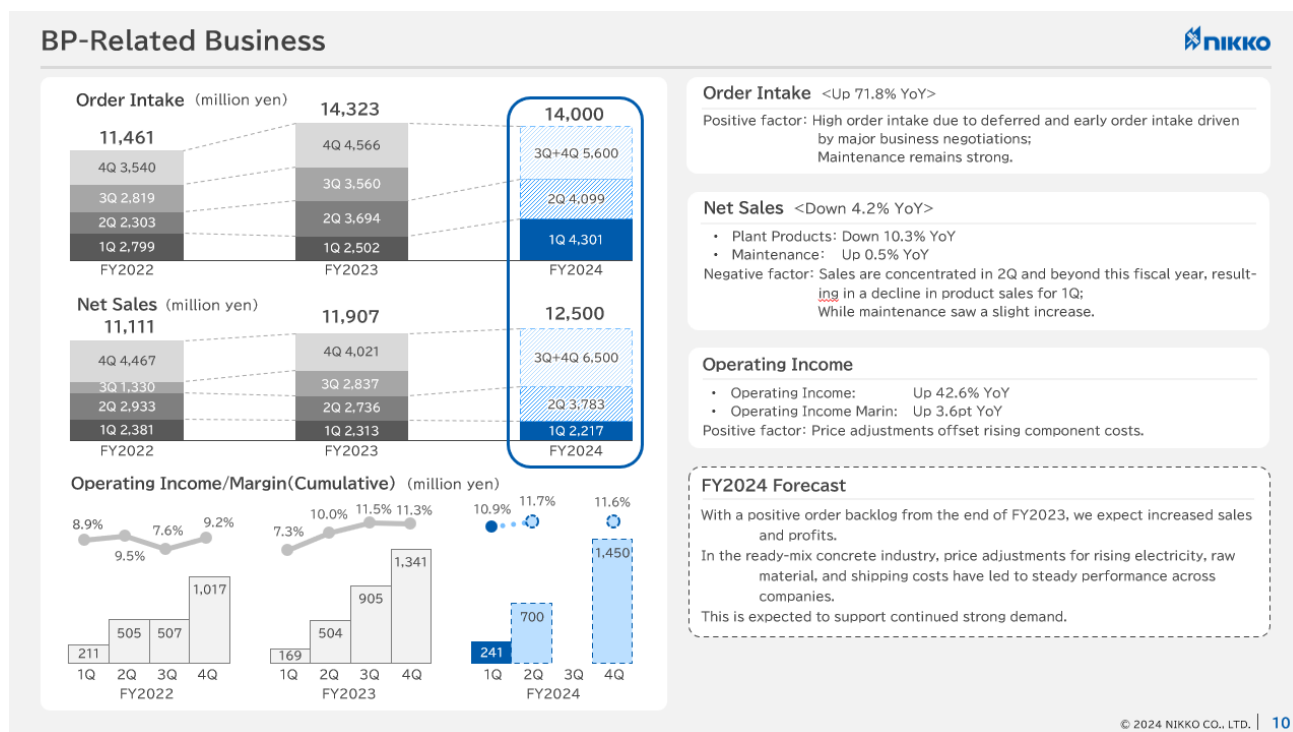 BP-Related Business
NIKKO
Order Intake (million yen)
11,461
14,323
14,000
4Q 3,540
3Q 2,819
2Q 2,303
1Q 2,799
FY2022
4Q 4,566
3Q 3,560
2Q 3,694
1Q 2,502
FY2023
3Q+4Q 5,600
2Q 4,099
1Q 4,301
FY2024
Net Sales (million yen)
11,111
11,907
12,500
4Q 4,467
3Q 1,330
2Q 2,933
1Q 2,381
FY2022
4Q 4,021
3Q 2,837
2Q 2,736
1Q 2,313
FY2023
3Q+4Q 6,500
2Q 3,783
1Q 2,217
FY2024
Operating Income/Margin(Cumulative) (million yen)
8.9%
9.5%
7.6%
9.2%
211
505
507
1,017
1Q 2Q 3Q 4Q
FY2022
7.3%
10.0%
11.5%
11.3%
169
504
905
1,341
1Q 2Q 3Q 4Q
FY2023
10.9%
11.7%
11.6%
241
700
1,450
1Q 2Q 3Q 4Q
FY2024
Order Intake <Up 71.8% YoY>
Positive factor: High order intake due to deferred and early order intake driven
by major business negotiations;
Maintenance remains strong.
Net Sales <Down 4.2% YoY>
• Plant Products: Down 10.3% YoY
• Maintenance: Up 0.5% YoY
Negative factor: Sales are concentrated in 2Q and beyond this fiscal year, result-
ing in a decline in product sales for 1Q;
While maintenance saw a slight increase.
Operating Income
• Operating Income: Up 42.6% YoY
• Operating Income Marin: Up 3.6pt YoY
Positive factor: Price adjustments offset rising component costs.
FY2024 Forecast
With a positive order backlog from the end of FY2023, we expect increased sales
and profits.
In the ready-mix concrete industry, price adjustments for rising electricity, raw
material, and shipping costs have led to steady performance across
companies.
This is expected to support continued strong demand.
© 2024 NIKKO CO., LTD. | 10